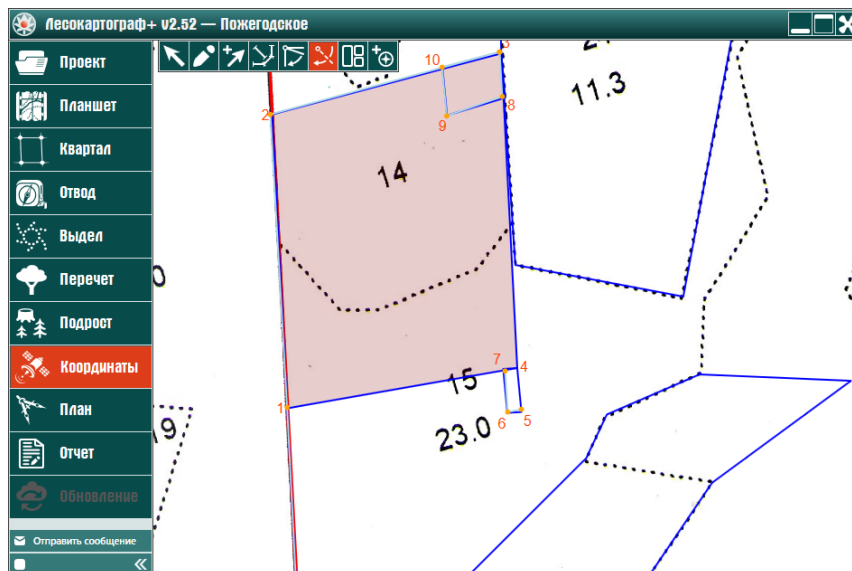 Лесокартограф+ v2.52 — Пожегодское
Проект
Планшет
Квартал
Отвод
Выдел
Перечет
Подрост
Координаты
План
Отчет
Обновление
Отправить сообщение
10
3
2
8
9
11.3
14
7
4
15
1
6
5
23.0
19